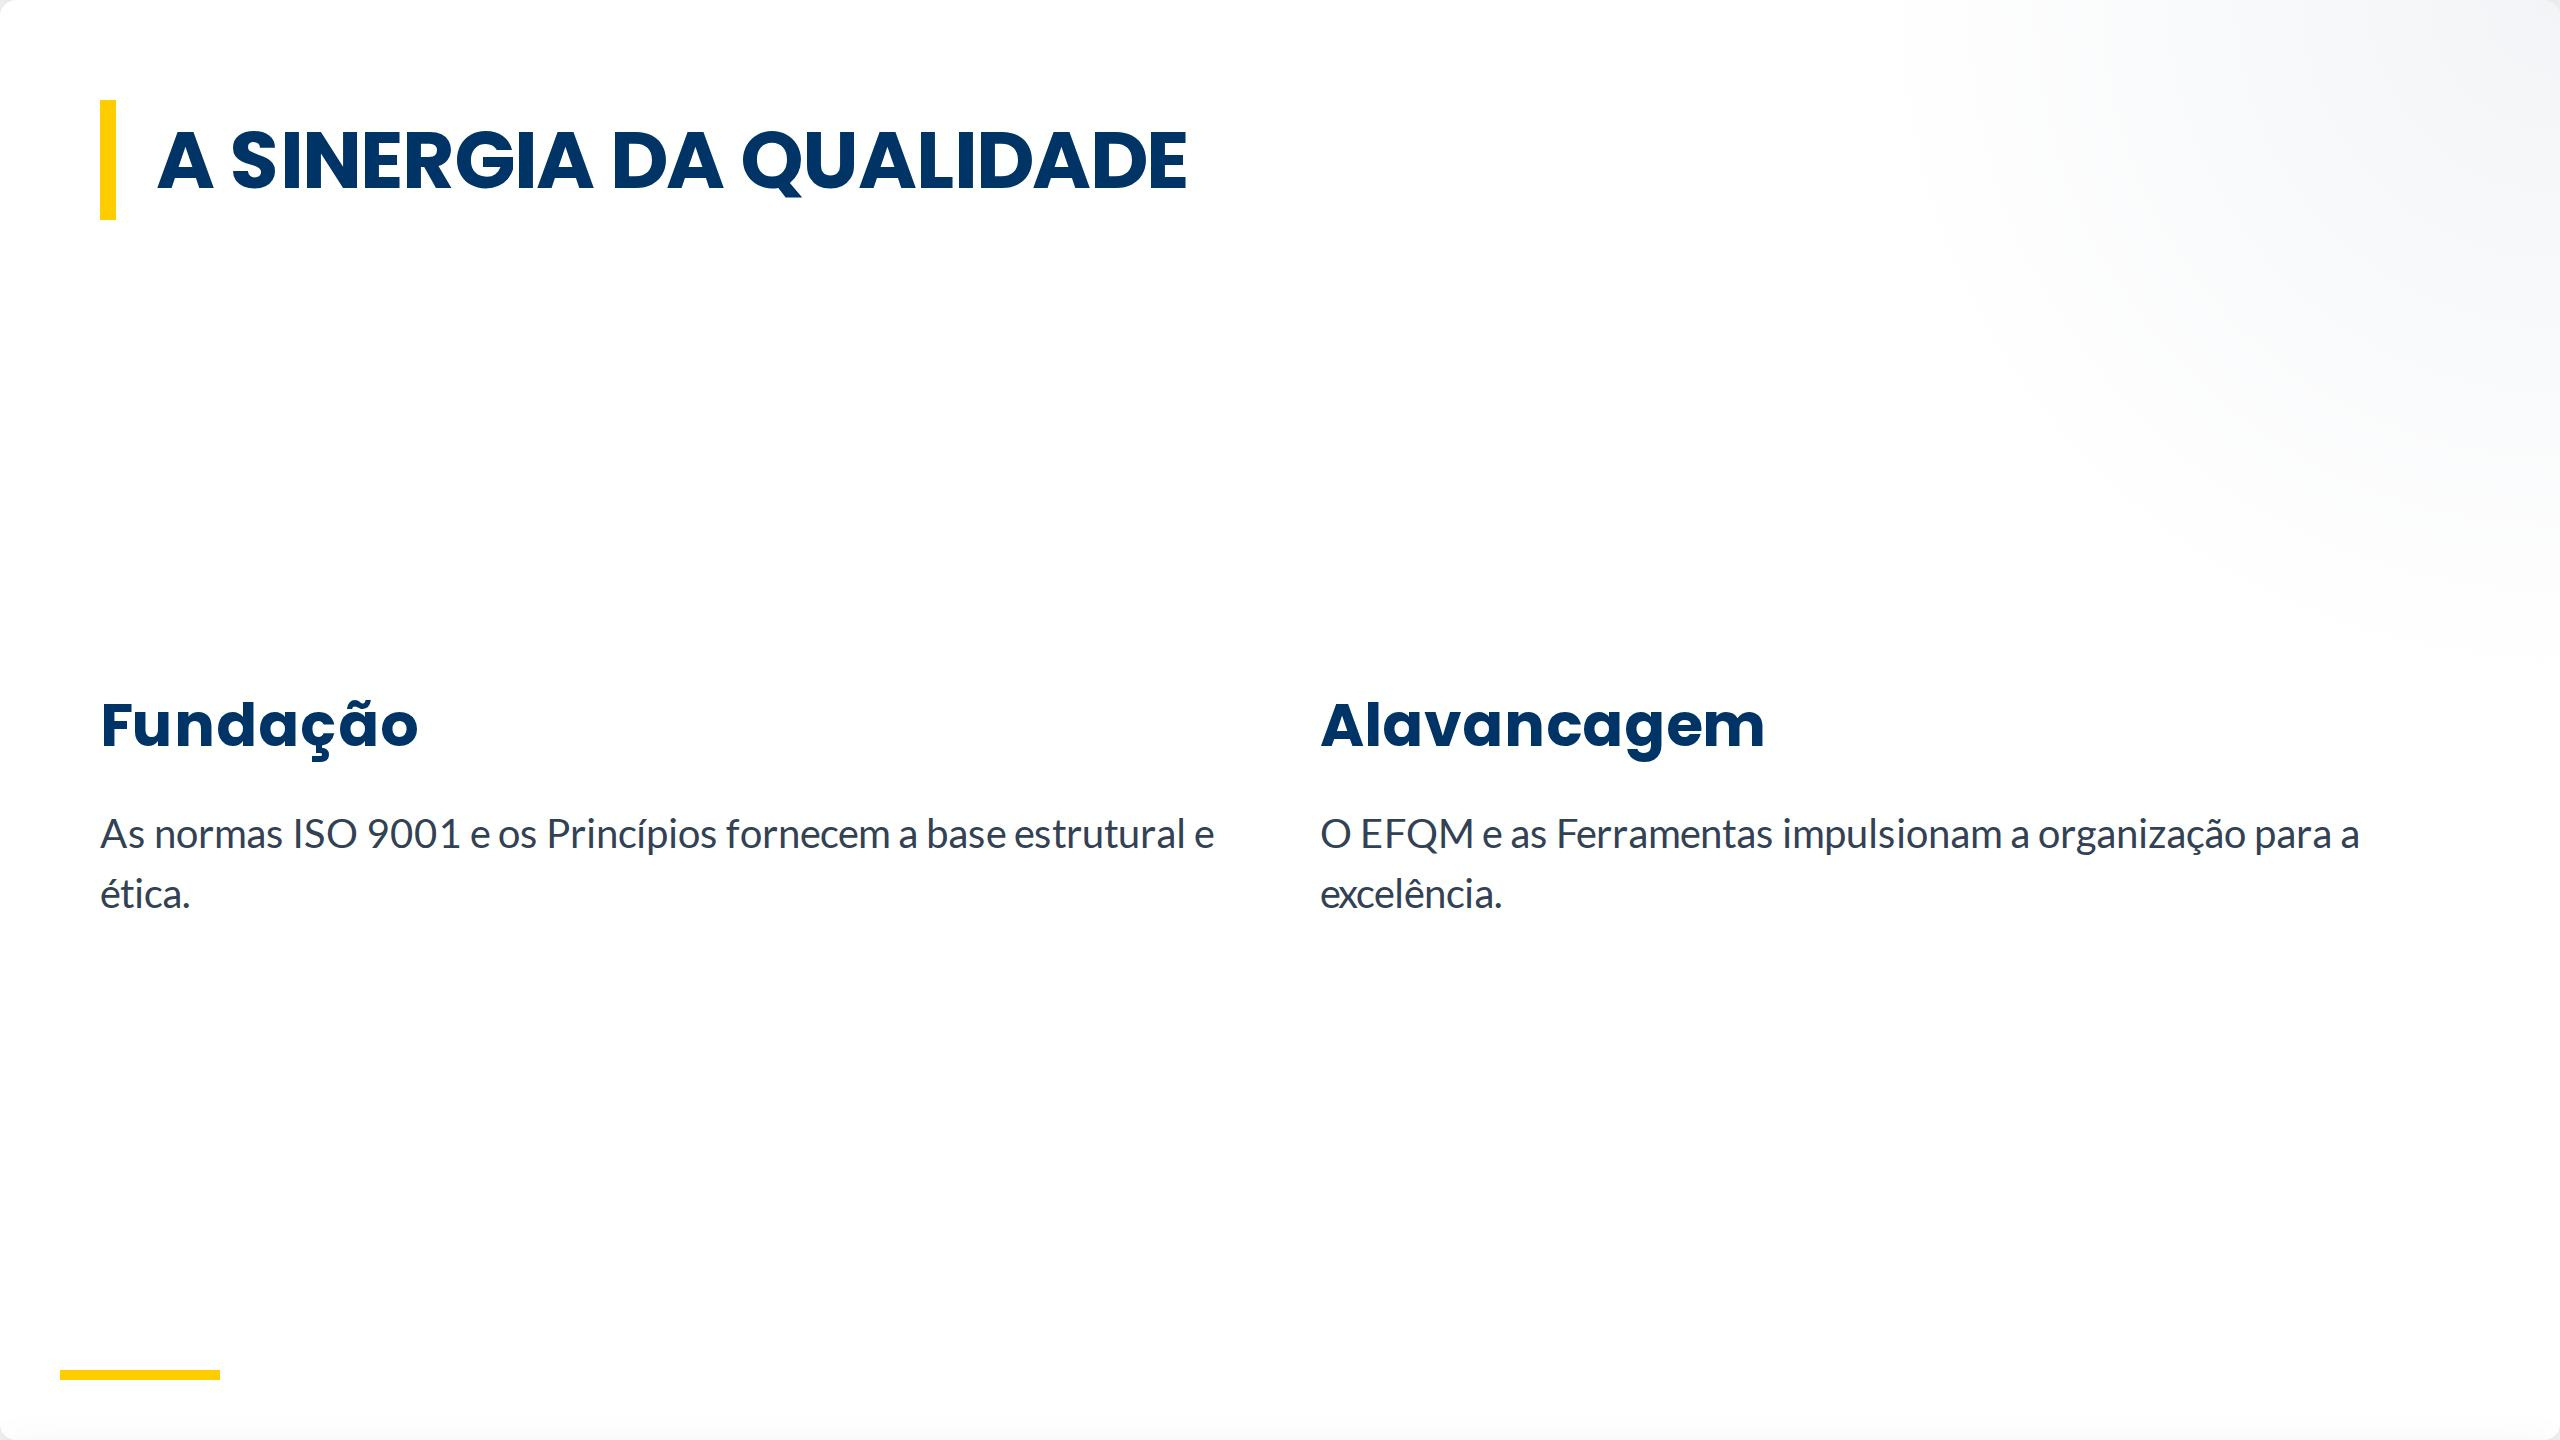 A SINERGIA DA QUALIDADE
Fundação
As normas ISO 9001 e os Princípios fornecem a base estrutural e
ética.
Alavancagem
O EFQM e as Ferramentas impulsionam a organização para a
excelência.